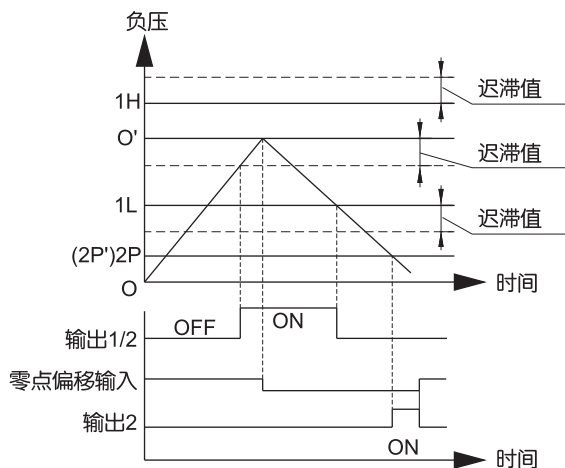 负压
1H
迟滞值
O'
迟滞值
1L
迟滞值
(2P')2P
O
时间
OFF
ON
输出1/2
零点偏移输入
输出2
ON
时间